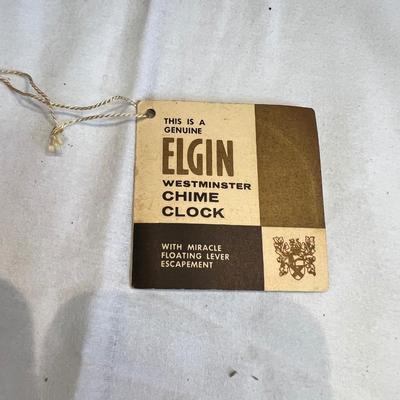 THIS IS A
GENUINE
ELGIN
WESTMINSTER
CHIME
CLOCK
WITH MIRACLE
FLOATING LEVER
ESCAPEMENT